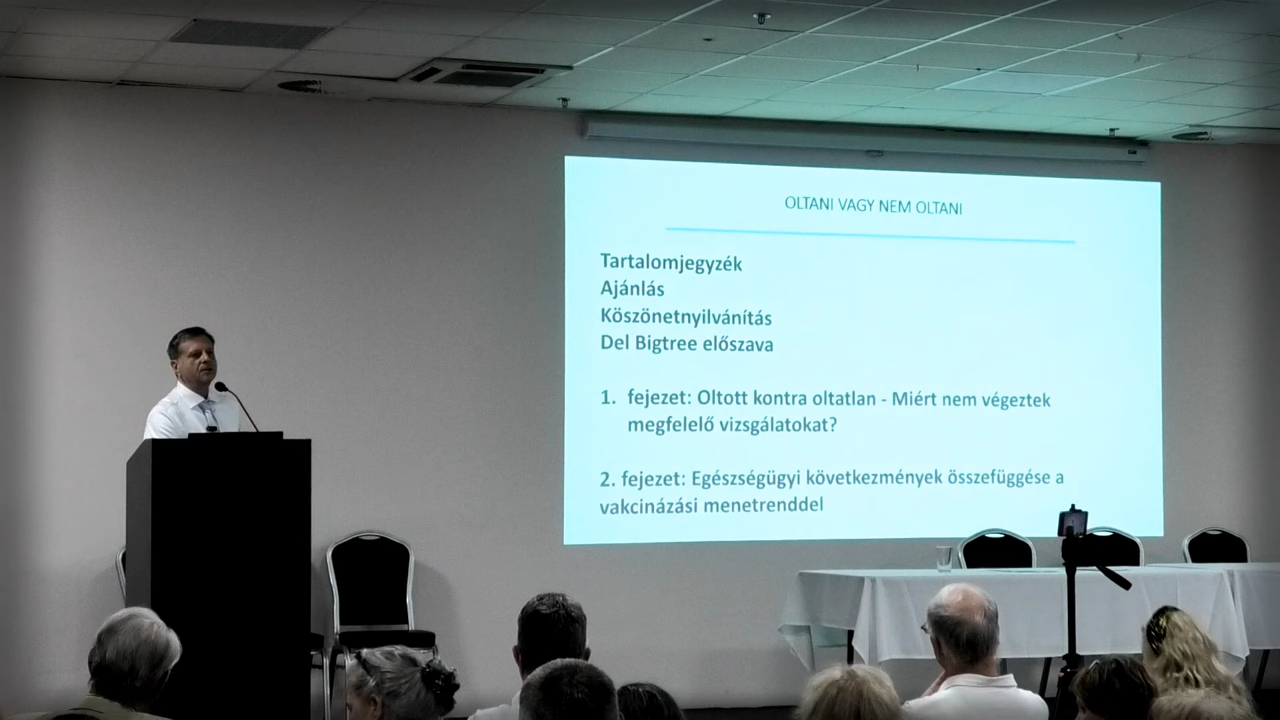 OLTANI VAGY NEM OLTANI
Tartalomjegyzék
Ajánlás
Köszönetnyilvánítás
Del Bigtree előszava
1. fejezet: Oltott kontra oltatlan - Miért nem végeztek
megfelelő vizsgálatokat?
2. fejezet: Egészségügyi következmények összefüggése a
vakcinázási menetrenddel